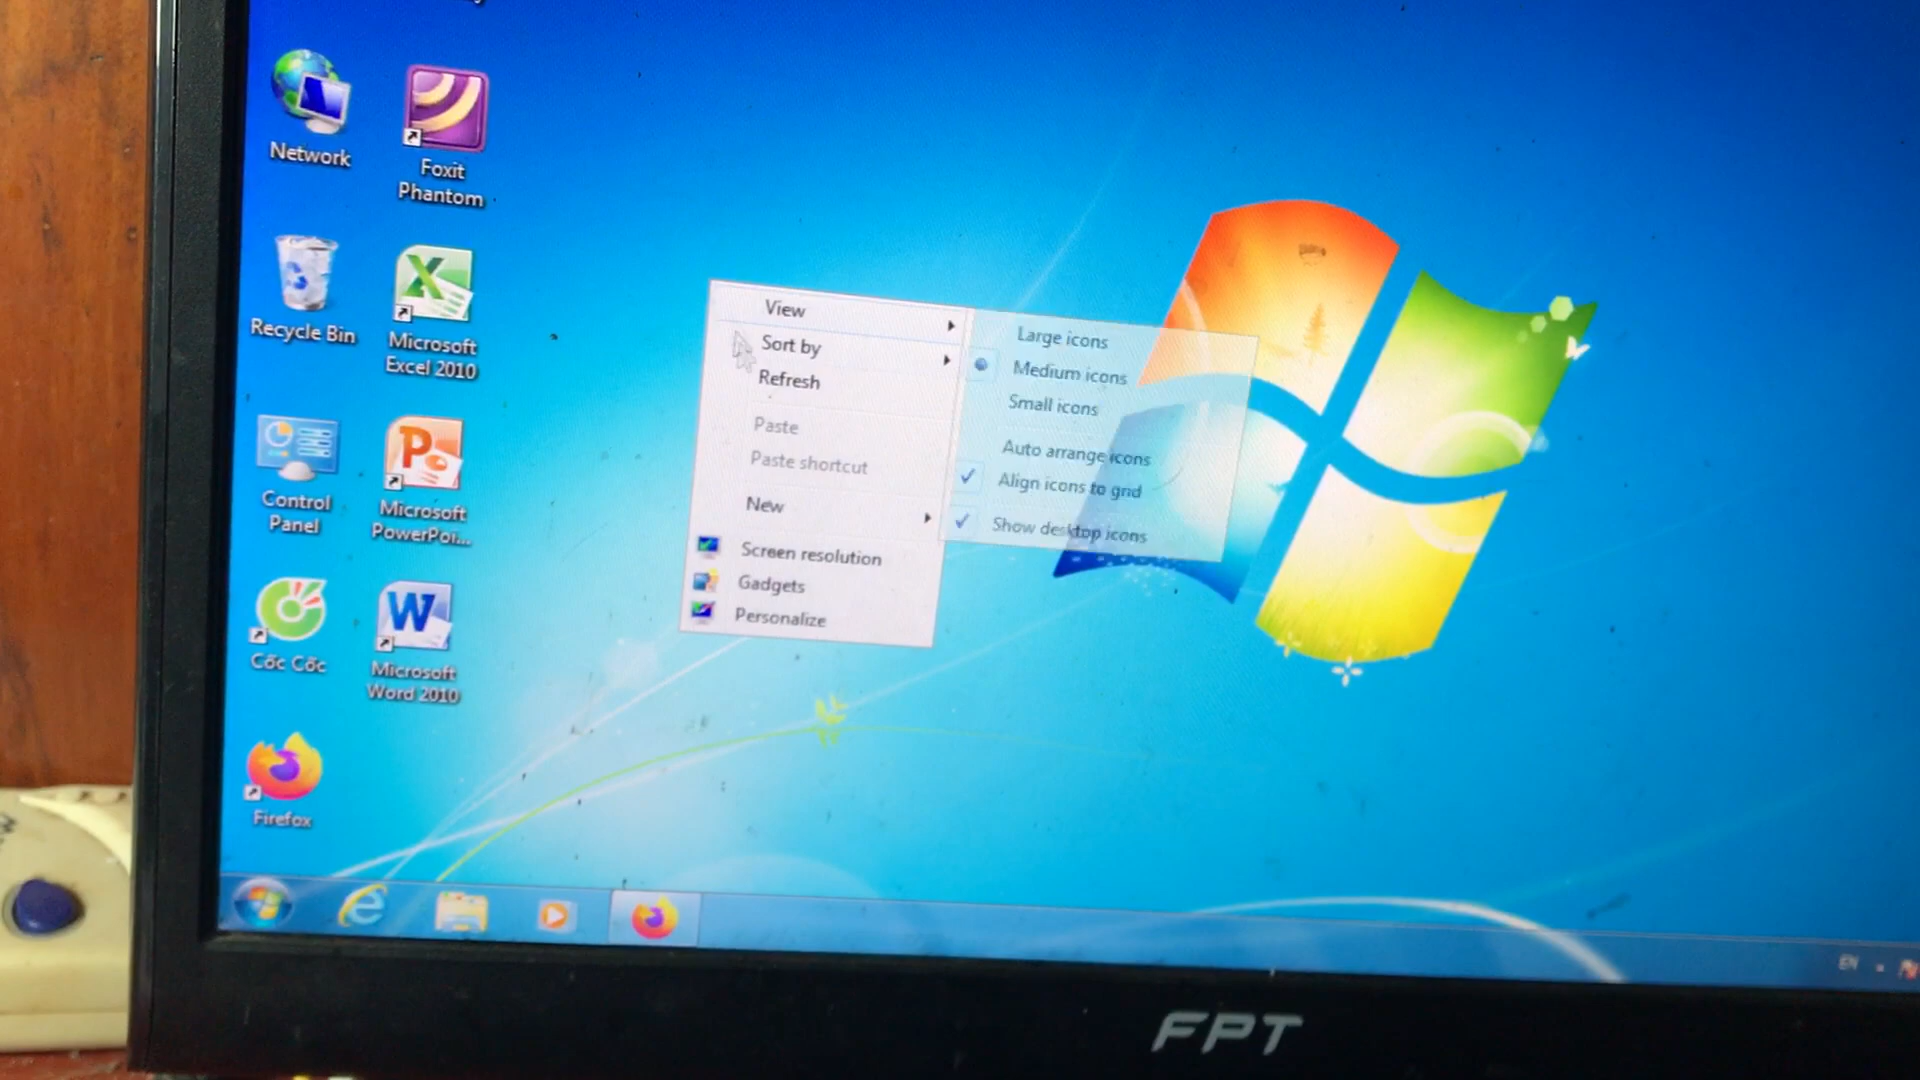 Network
Foxit
Phantom
Recycle Bin
Microsoft
Excel 2010
Control
Panel
Microsoft
PowerPoi...
Cốc Cốc
Microsoft
Word 2010
Firefox
View
Sort by
Refresh
Paste
Paste shortcut
New
Screen resolution
Gadgets
Personalize
Large icons
Medium icons
Small icons
Auto arrange icons
Align icons to grid
Show desktop icons
EN
FPT